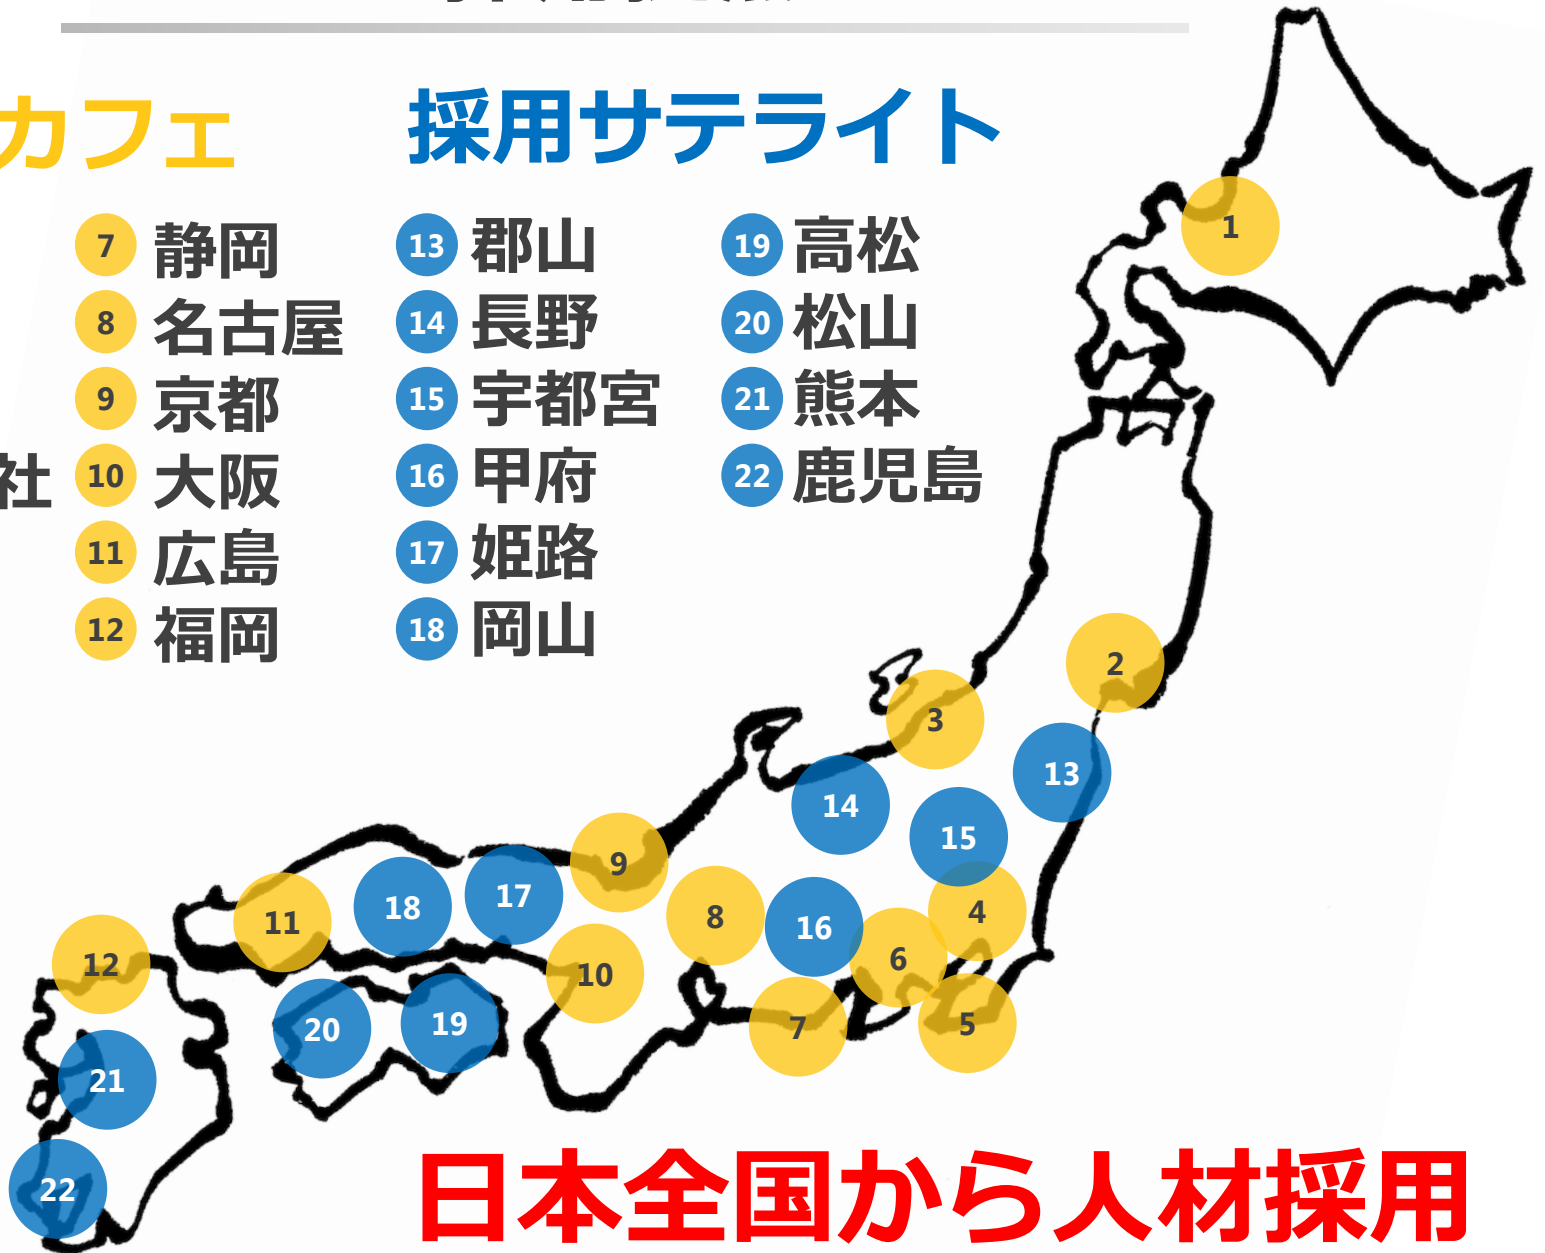 カフェ
採用サテライト
7 静岡
8 名古屋
9 京都
社
10 大阪
11 広島
12 福岡
13 郡山
14 長野
15 宇都宮
16 甲府
17 姫路
18 岡山
19 高松
20 松山
21 熊本
22 鹿児島
1
2
3
13
14
15
9
4
8
17
16
18
11
6
12
10
5
7
19
20
21
22
日本全国から人材採用